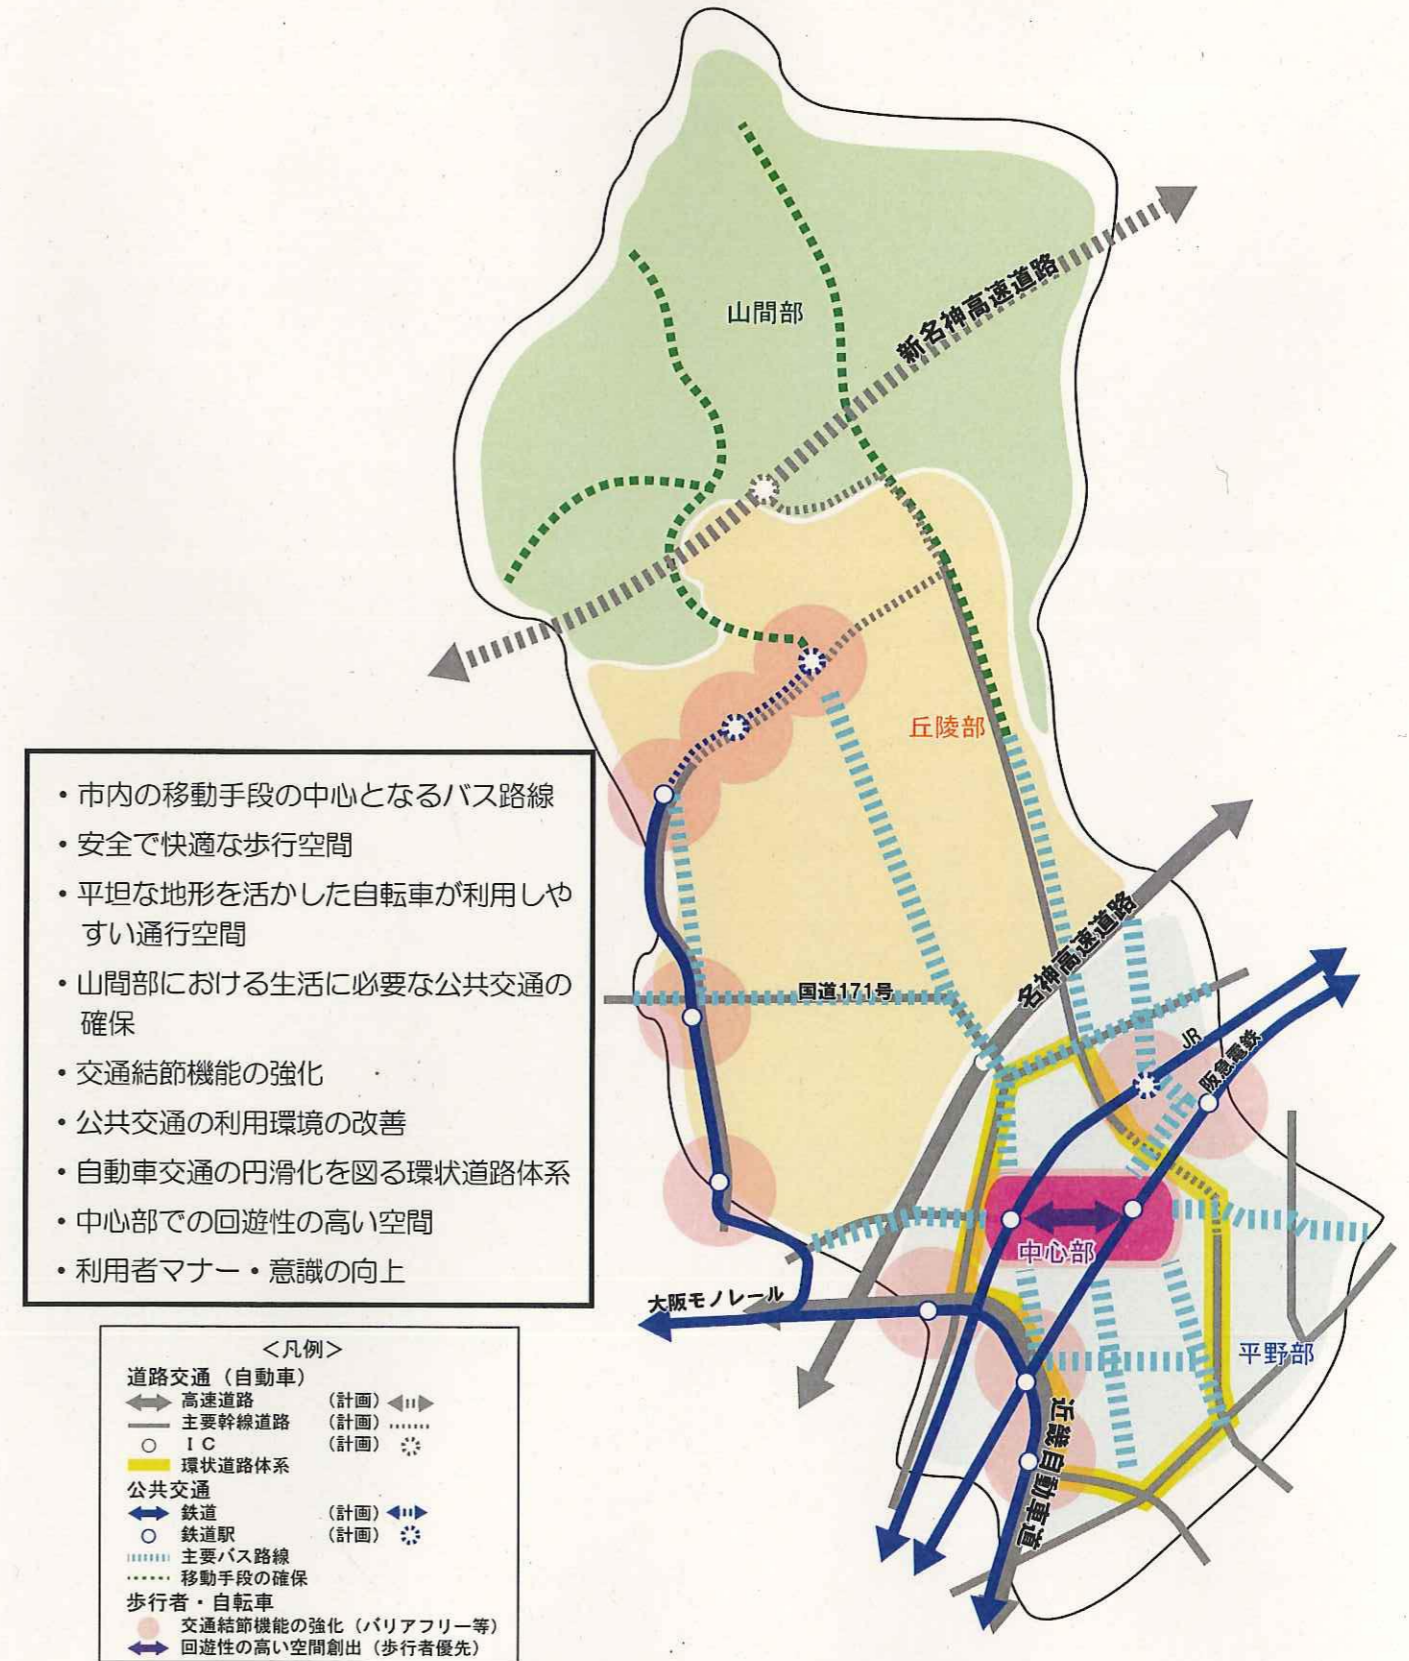 山間部
新名神高速道路
丘陵部
・市内の移動手段の中心となるバス路線
・安全で快適な歩行空間
・平坦な地形を活かした自転車が利用しや
すい通行空間
・山間部における生活に必要な公共交通の
確保
・交通結節機能の強化
・公共交通の利用環境の改善
・自動車交通の円滑化を図る環状道路体系
・中心部での回遊性の高い空間
・利用者マナー・意識の向上
名神高速道路
国道171号
JR
阪急電鉄
中心部
大阪モノレール
平野部
近畿自動車道
＜凡例＞
道路交通（自動車）
高速道路 （計画）
主要幹線道路 （計画）
ＩＣ （計画）
環状道路体系
公共交通
鉄道 （計画）
鉄道駅 （計画）
主要バス路線
移動手段の確保
歩行者・自転車
交通結節機能の強化（バリアフリー等）
回遊性の高い空間創出（歩行者優先）